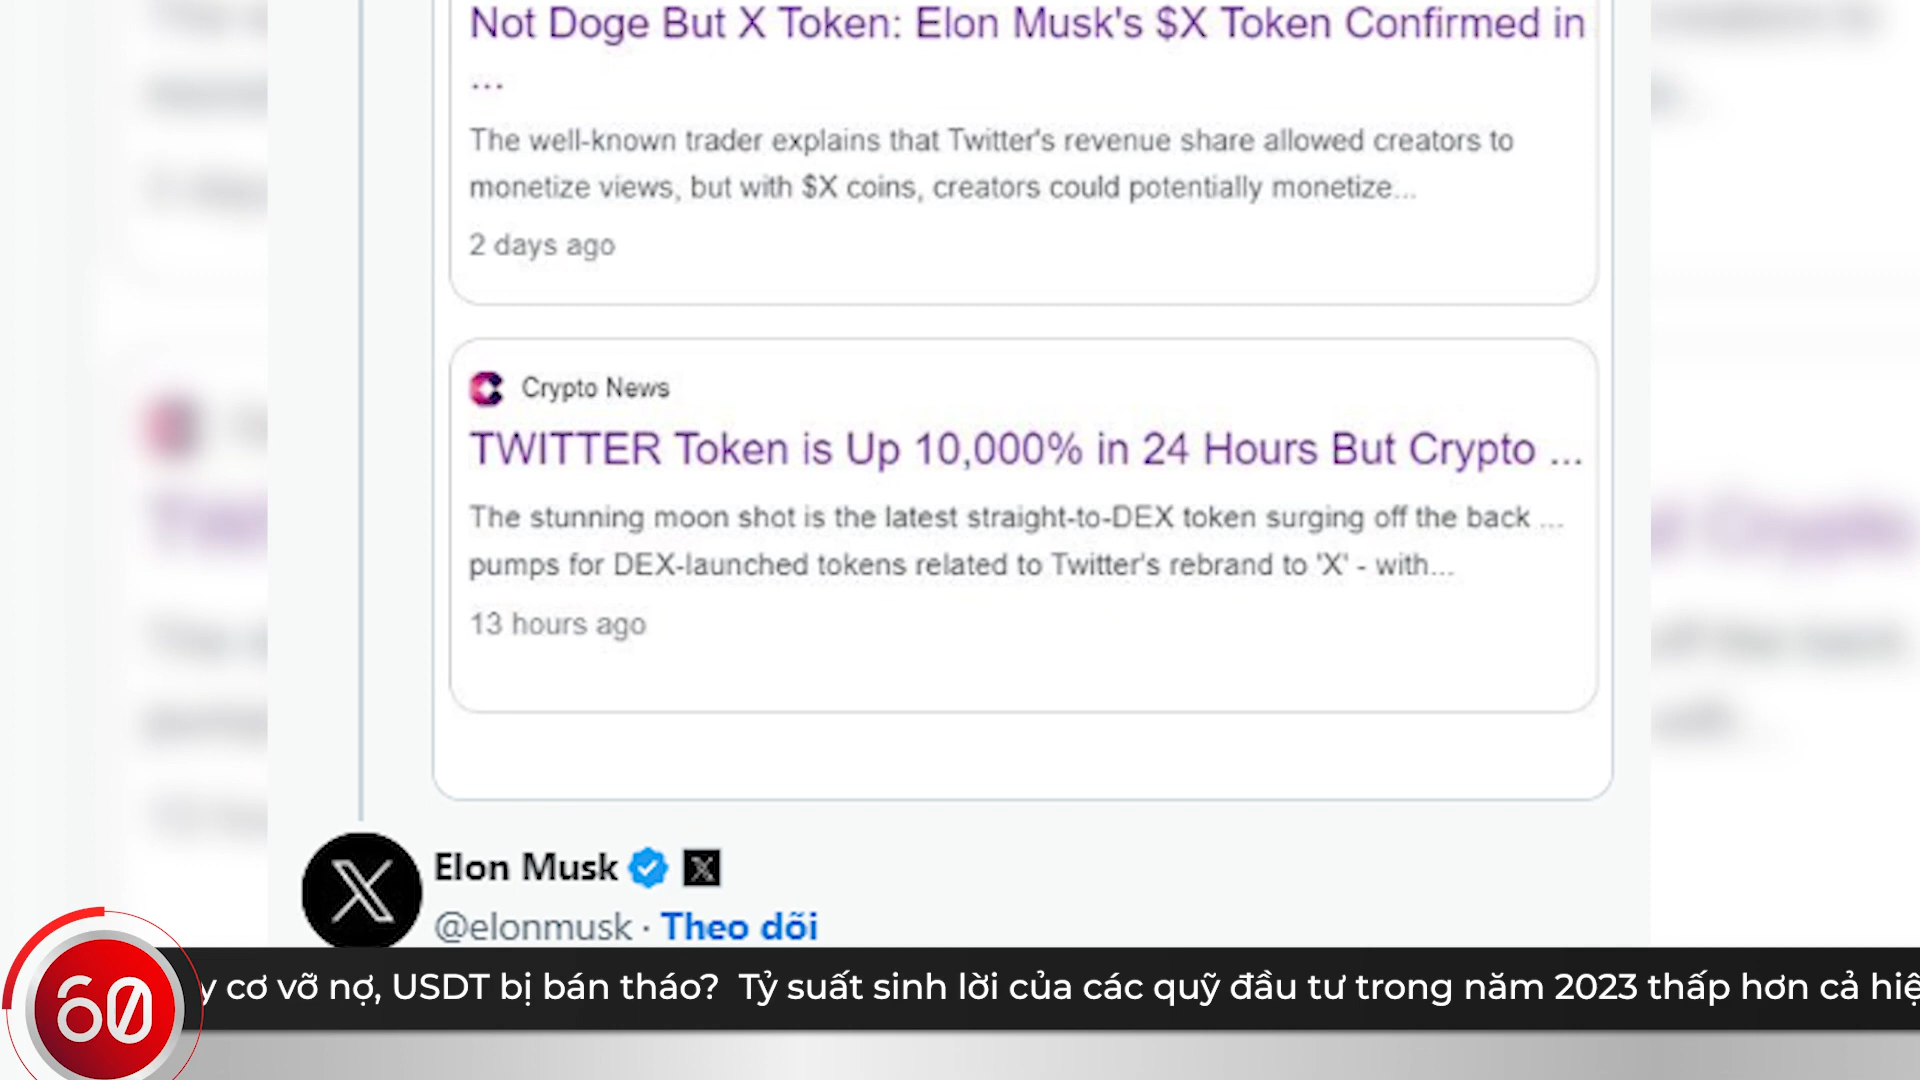 Not Doge But X Token: Elon Musk's $X Token Confirmed in
...
The well-known trader explains that Twitter's revenue share allowed creators to
monetize views, but with $X coins, creators could potentially monetize...
2 days ago
Crypto News
TWITTER Token is Up 10,000% in 24 Hours But Crypto ...
The stunning moon shot is the latest straight-to-DEX token surging off the back ...
pumps for DEX-launched tokens related to Twitter's rebrand to 'X' - with...
13 hours ago
Elon Musk
@elonmusk · Theo dõi
y cơ vỡ nợ, USDT bị bán tháo? Tỷ suất sinh lời của các quỹ đầu tư trong năm 2023 thấp hơn cả hiệ
60